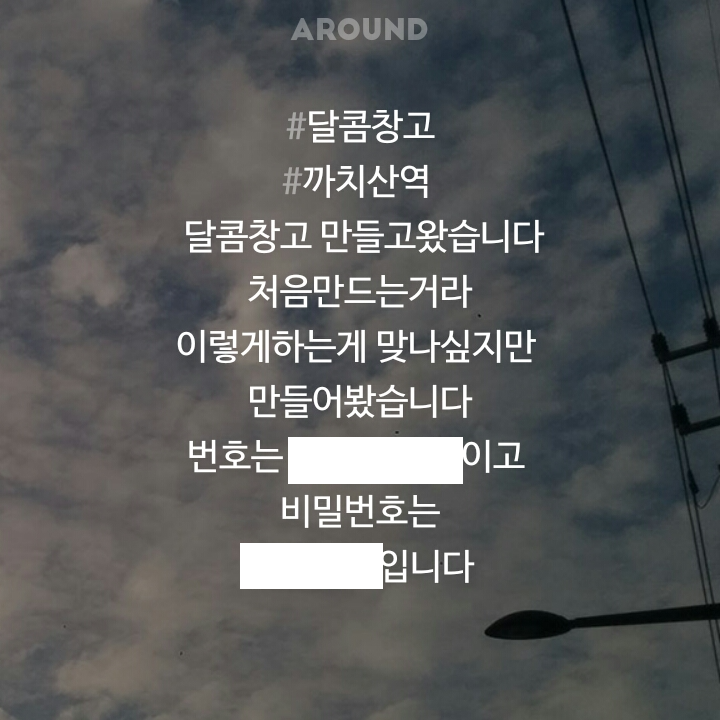 AROUND
#달콤창고
#까치산역
달콤창고 만들고왔습니다
처음만드는거라
이렇게하는게 맞나싶지만
만들어봤습니다
번호는 이고
비밀번호는
입니다